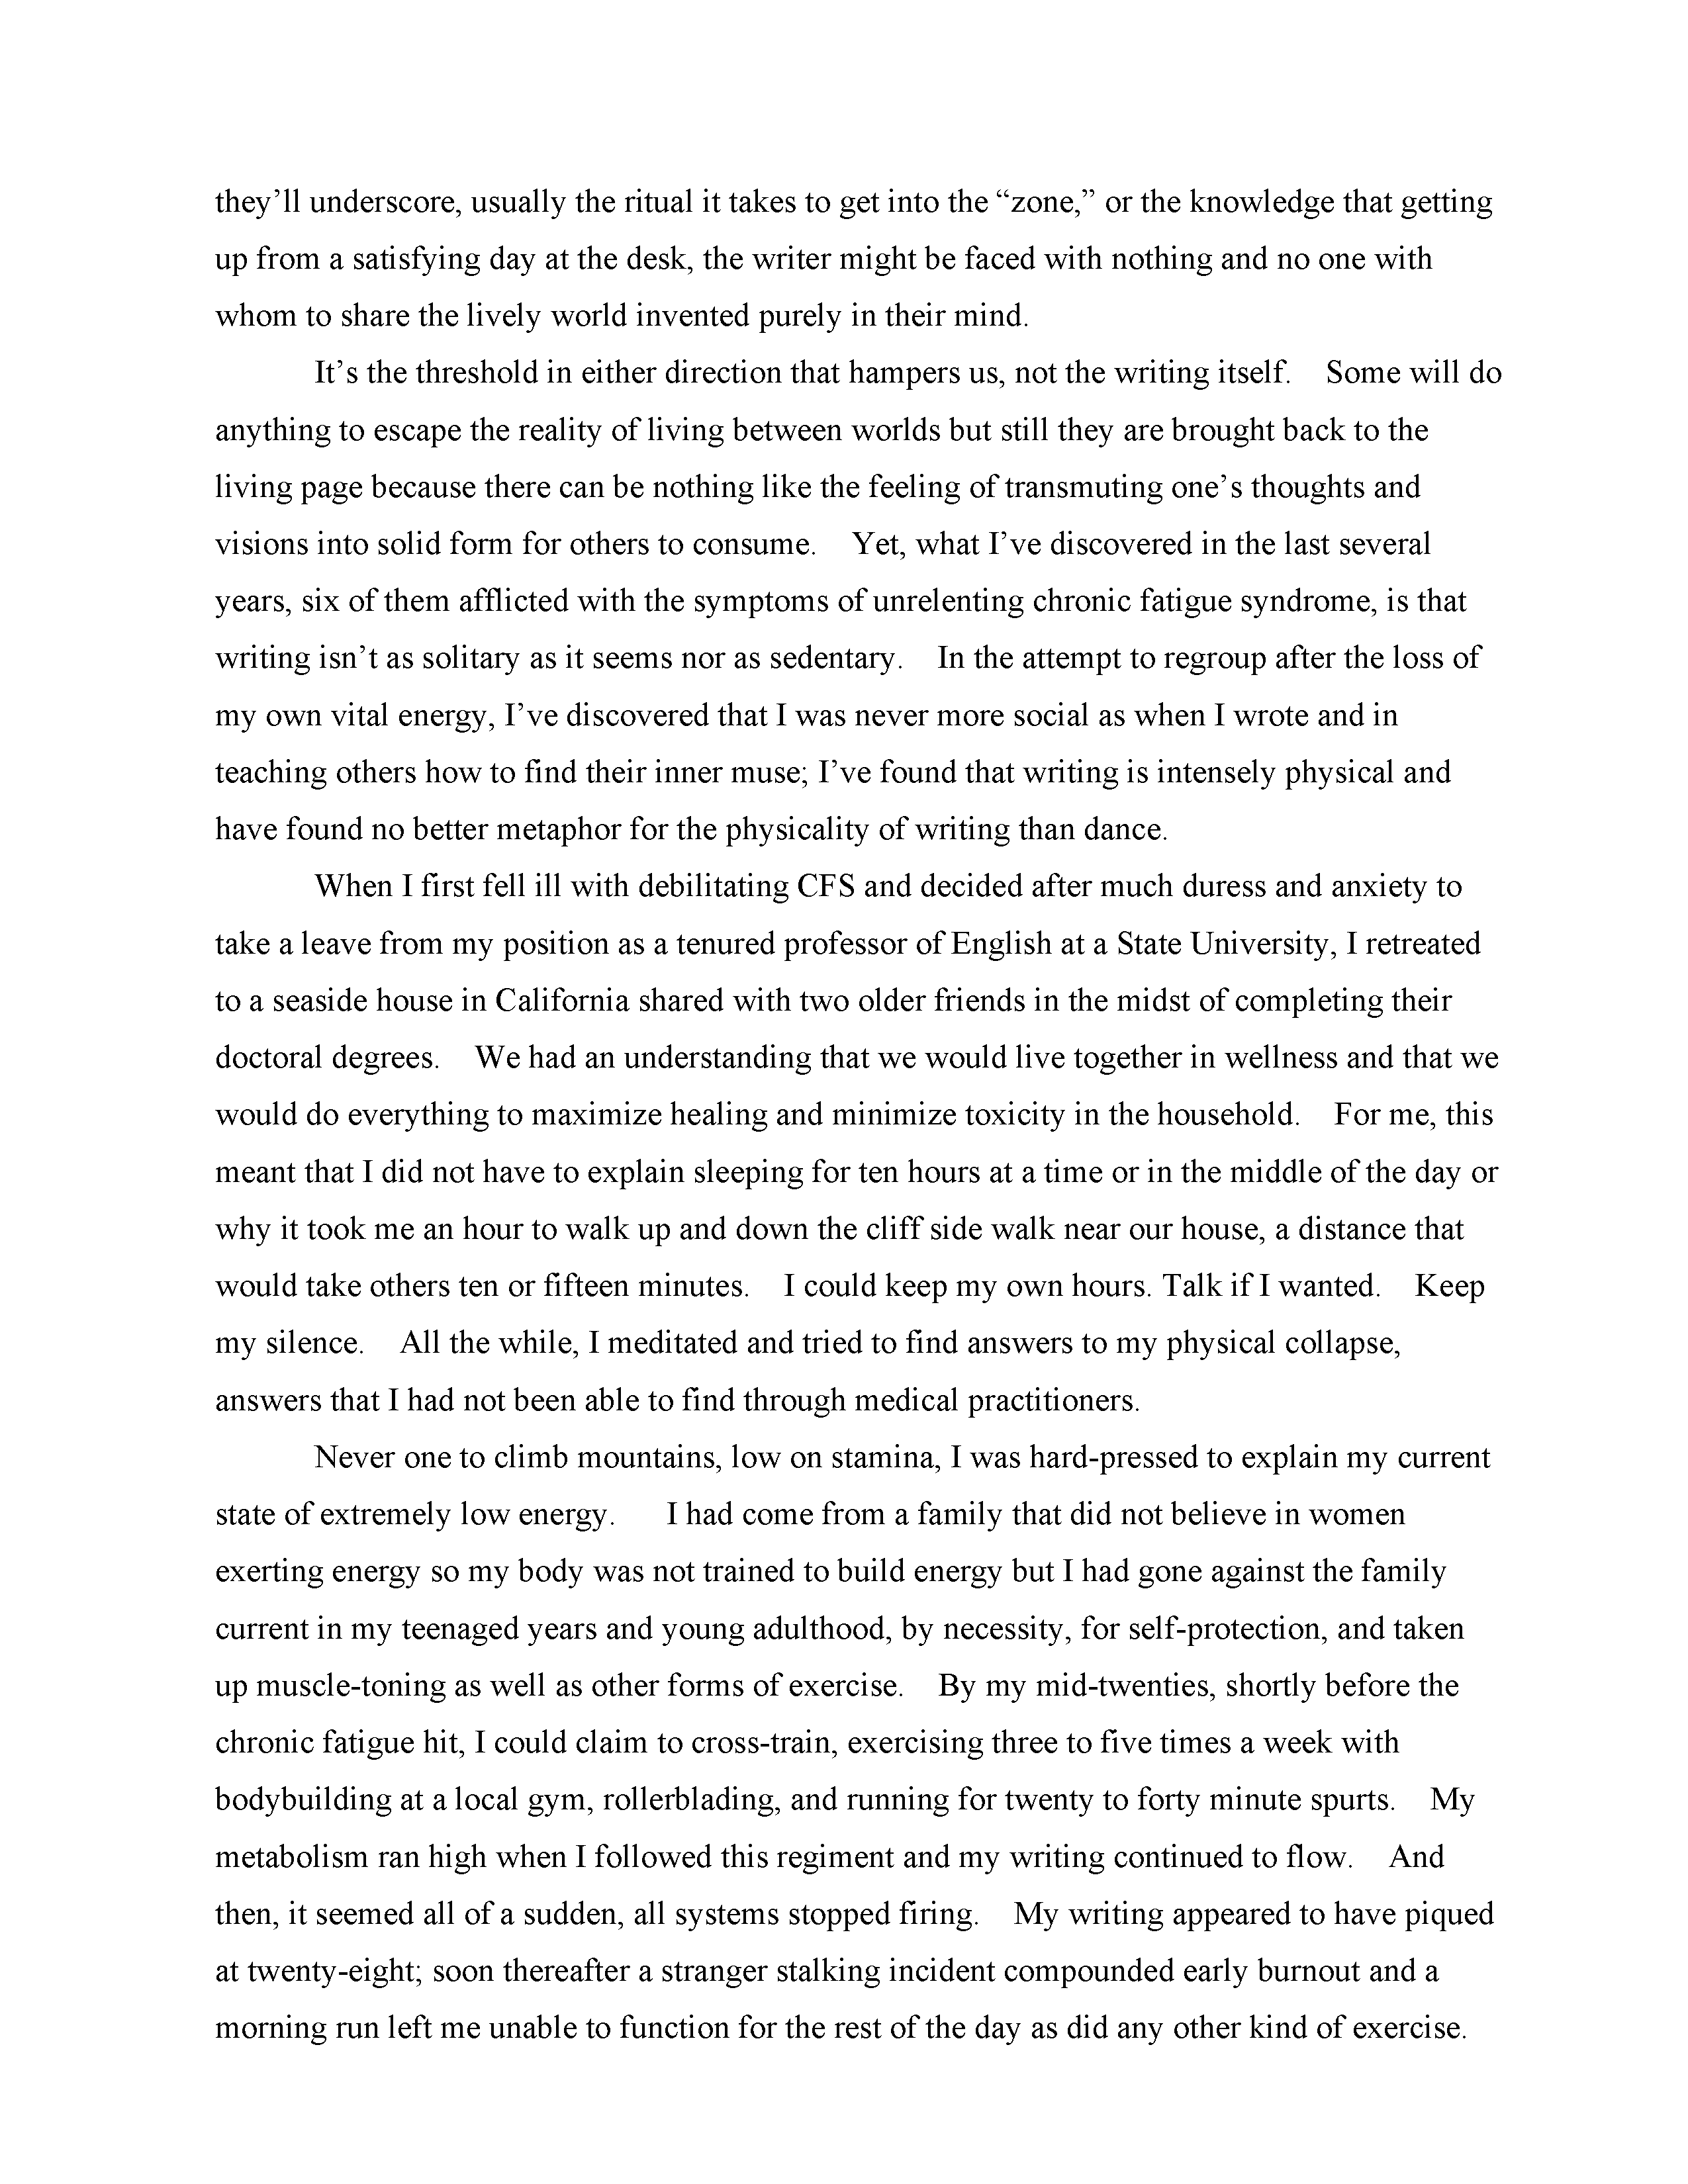 they’ll underscore, usually the ritual it takes to get into the “zone,” or the knowledge that getting
up from a satisfying day at the desk, the writer might be faced with nothing and no one with
whom to share the lively world invented purely in their mind.
It’s the threshold in either direction that hampers us, not the writing itself. Some will do
anything to escape the reality of living between worlds but still they are brought back to the
living page because there can be nothing like the feeling of transmuting one’s thoughts and
visions into solid form for others to consume. Yet, what I’ve discovered in the last several
years, six of them afflicted with the symptoms of unrelenting chronic fatigue syndrome, is that
writing isn’t as solitary as it seems nor as sedentary. In the attempt to regroup after the loss of
my own vital energy, I’ve discovered that I was never more social as when I wrote and in
teaching others how to find their inner muse; I’ve found that writing is intensely physical and
have found no better metaphor for the physicality of writing than dance.
When I first fell ill with debilitating CFS and decided after much duress and anxiety to
take a leave from my position as a tenured professor of English at a State University, I retreated
to a seaside house in California shared with two older friends in the midst of completing their
doctoral degrees. We had an understanding that we would live together in wellness and that we
would do everything to maximize healing and minimize toxicity in the household. For me, this
meant that I did not have to explain sleeping for ten hours at a time or in the middle of the day or
why it took me an hour to walk up and down the cliff side walk near our house, a distance that
would take others ten or fifteen minutes. I could keep my own hours. Talk if I wanted. Keep
my silence. All the while, I meditated and tried to find answers to my physical collapse,
answers that I had not been able to find through medical practitioners.
Never one to climb mountains, low on stamina, I was hard-pressed to explain my current
state of extremely low energy. I had come from a family that did not believe in women
exerting energy so my body was not trained to build energy but I had gone against the family
current in my teenaged years and young adulthood, by necessity, for self-protection, and taken
up muscle-toning as well as other forms of exercise. By my mid-twenties, shortly before the
chronic fatigue hit, I could claim to cross-train, exercising three to five times a week with
bodybuilding at a local gym, rollerblading, and running for twenty to forty minute spurts. My
metabolism ran high when I followed this regiment and my writing continued to flow. And
then, it seemed all of a sudden, all systems stopped firing. My writing appeared to have piqued
at twenty-eight; soon thereafter a stranger stalking incident compounded early burnout and a
morning run left me unable to function for the rest of the day as did any other kind of exercise.